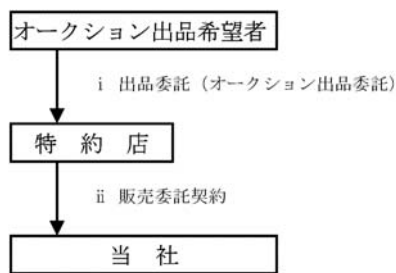 オークション出品希望者
ⅰ 出品委託（オークション出品委託）
特約店
ⅱ 販売委託契約
当社